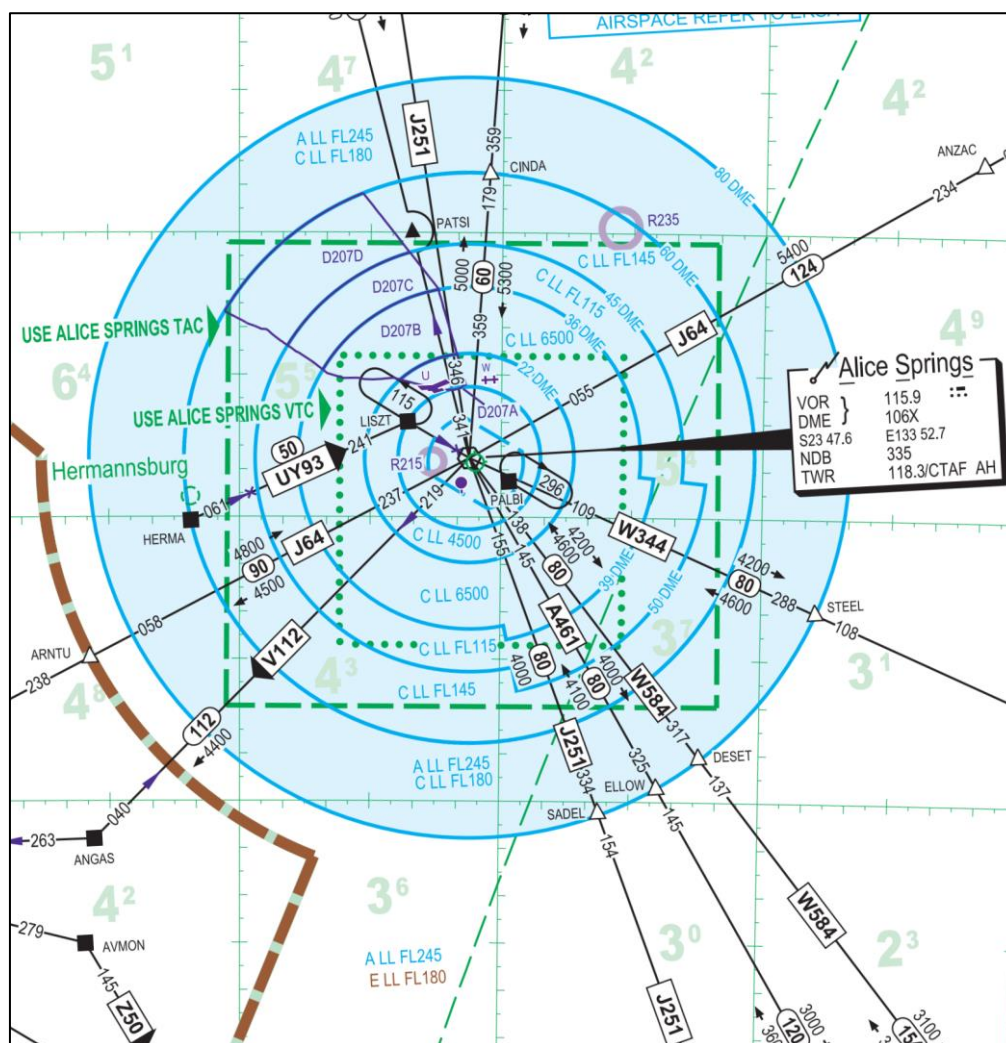 AIRSPACE REFER TO ERSA
5¹
4⁷
4²
4²
A LL FL245
C LL FL180
J251
359
CINDA
179
80 DME
ANZAC
234
PATSI
R235
60 DME
D207D
C LL FL145
5400
124
5000
60
5300
D207C
C LL FL115
45 DME
USE ALICE SPRINGS TAC
D207B
359
36 DME
J64
4⁹
C LL 6500
6⁴
5⁵
22 DME
U
W
346
115
055
USE ALICE SPRINGS VTC
LISZT
D207A
341
Alice Springs
VOR 115.9
DME } 106X
S23 47.6 E133 52.7
NDB 335
TWR 118.3/CTAF AH
50
241
UY93
R215
5⁴
Hermannsburg
237
219
PALBI
296
109
061
HERMA
138
W344
4800
J64
90
4500
C LL 4500
155
145
4200
4600
80
39 DME
50 DME
4200
80
4600
288
STEEL
108
058
C LL 6500
A461
ARNTU
238
V112
C LL FL115
4000
80
4000
80
4100
3⁷
3¹
4⁸
4³
C LL FL145
W584
112
4400
J251
317
DESET
137
A LL FL245
C LL FL180
334
325
ELLOW
SADEL
145
040
263
ANGAS
154
4²
3⁶
W584
279
AVMON
A LL FL245
E LL FL180
3⁰
2³
145
Z50
J251
3000
120
3100